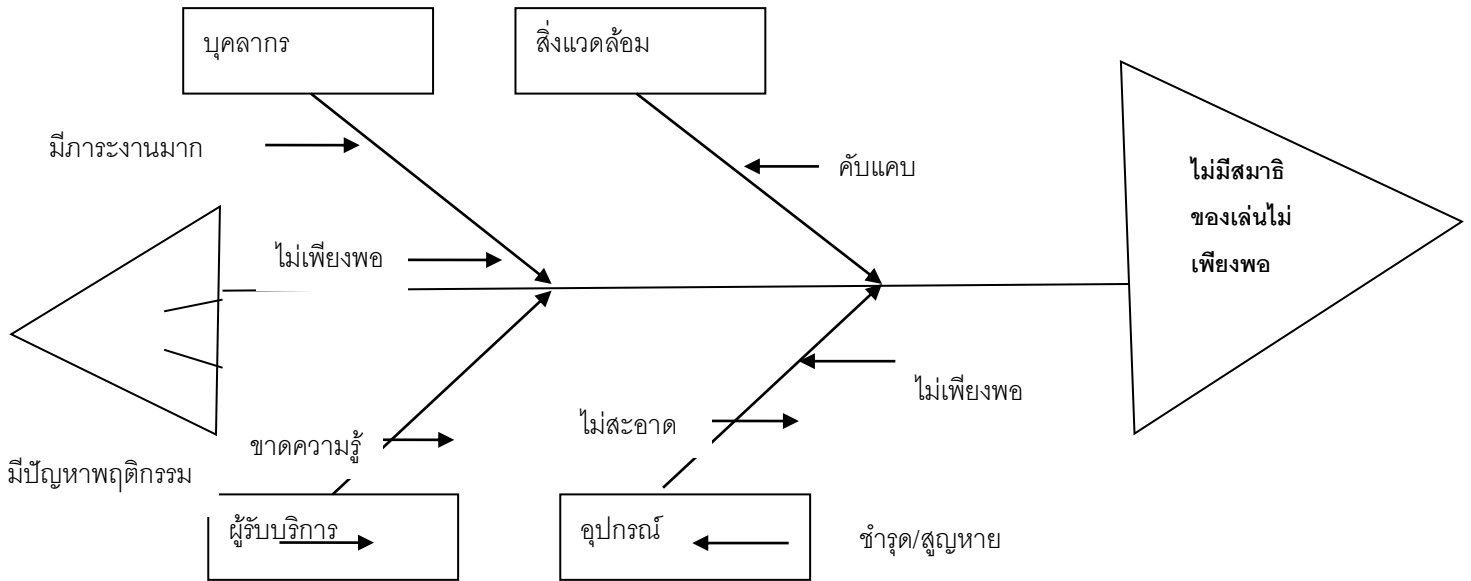 บุคลากร
สิ่งแวดล้อม
มีภาระงานมาก
คับแคบ
ไม่มีสมาธิ
ของเล่นไม่
เพียงพอ
ไม่เพียงพอ
ไม่เพียงพอ
ไม่สะอาด
ขาดความรู้
มีปัญหาพฤติกรรม
ผู้รับบริการ
อุปกรณ์
ชำรุด/สูญหาย